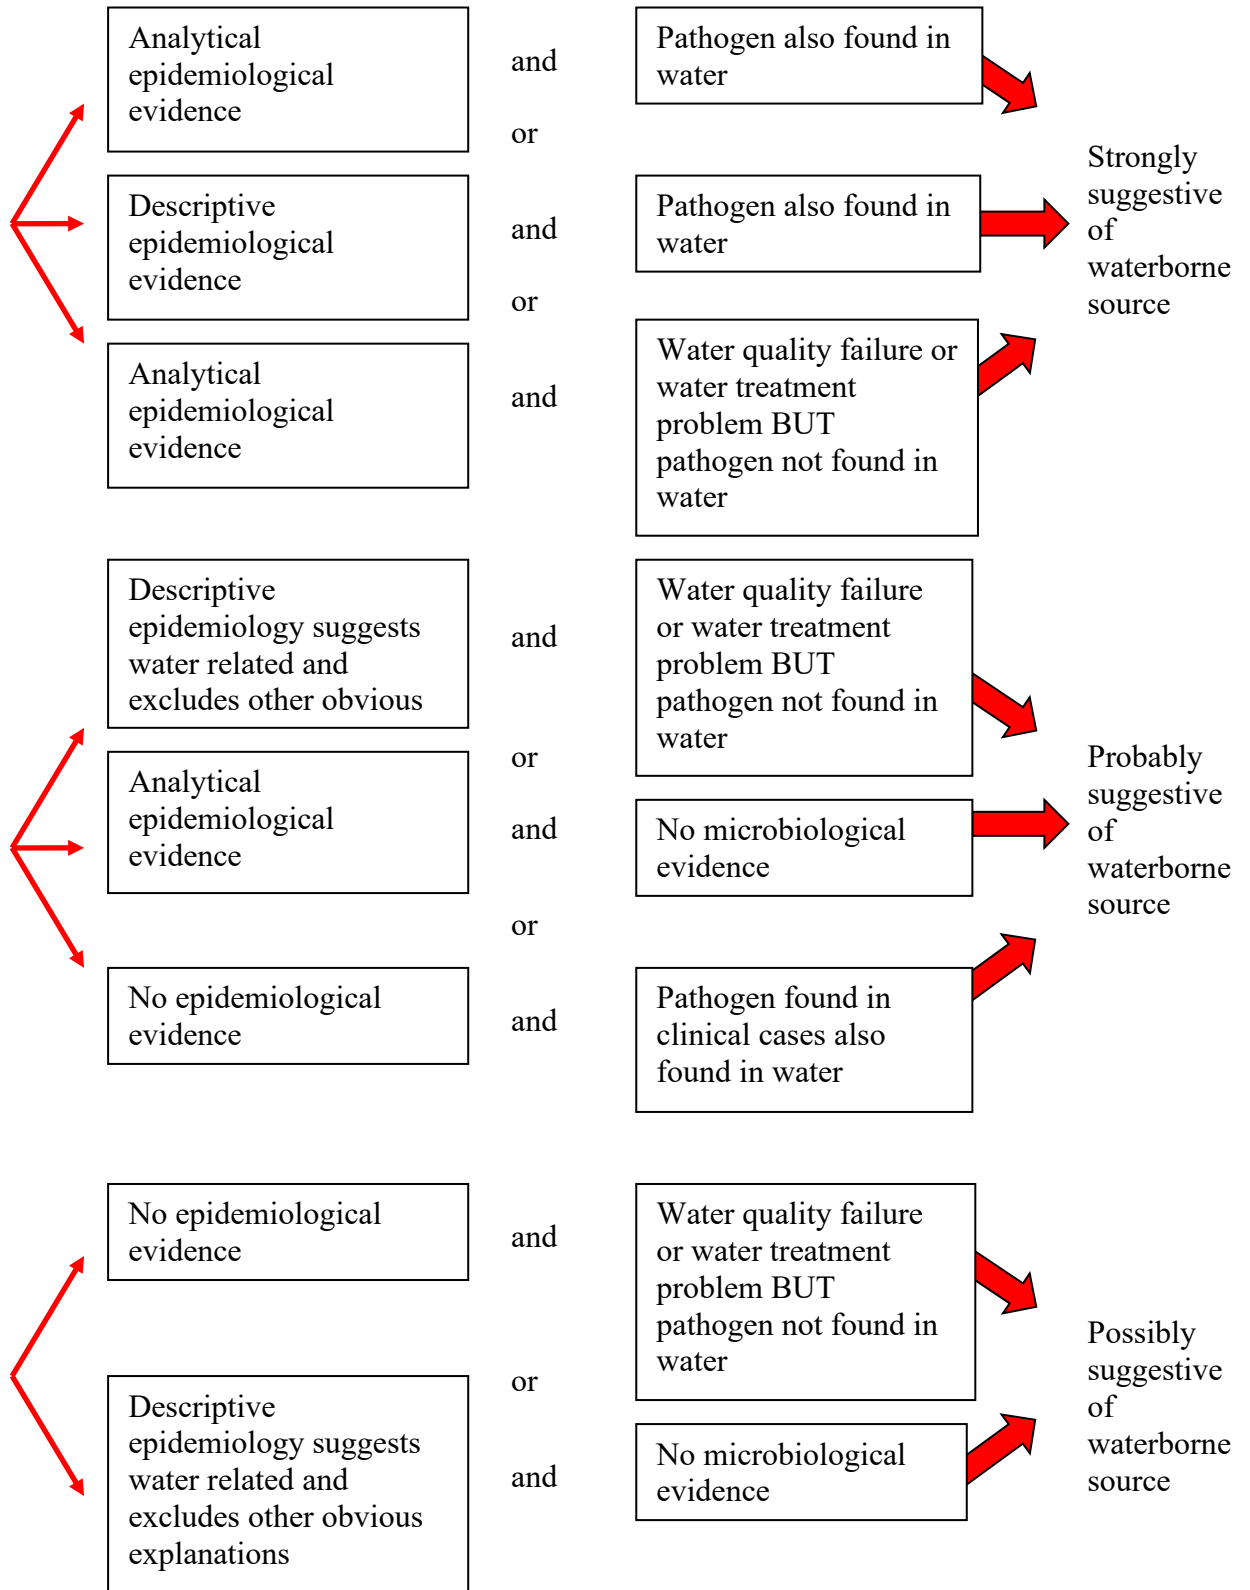 Analytical
epidemiological
evidence
and
Pathogen also found in
water
or
Descriptive
epidemiological
evidence
and
Pathogen also found in
water
or
Analytical
epidemiological
evidence
and
Water quality failure or
water treatment
problem BUT
pathogen not found in
water
Strongly
suggestive
of
waterborne
source
Descriptive
epidemiology suggests
water related and
excludes other obvious
and
Water quality failure
or water treatment
problem BUT
pathogen not found in
water
or
Analytical
epidemiological
evidence
and
No microbiological
evidence
or
No epidemiological
evidence
and
Pathogen found in
clinical cases also
found in water
Probably
suggestive
of
waterborne
source
No epidemiological
evidence
and
Water quality failure
or water treatment
problem BUT
pathogen not found in
water
or
Descriptive
epidemiology suggests
water related and
excludes other obvious
explanations
and
No microbiological
evidence
Possibly
suggestive
of
waterborne
source